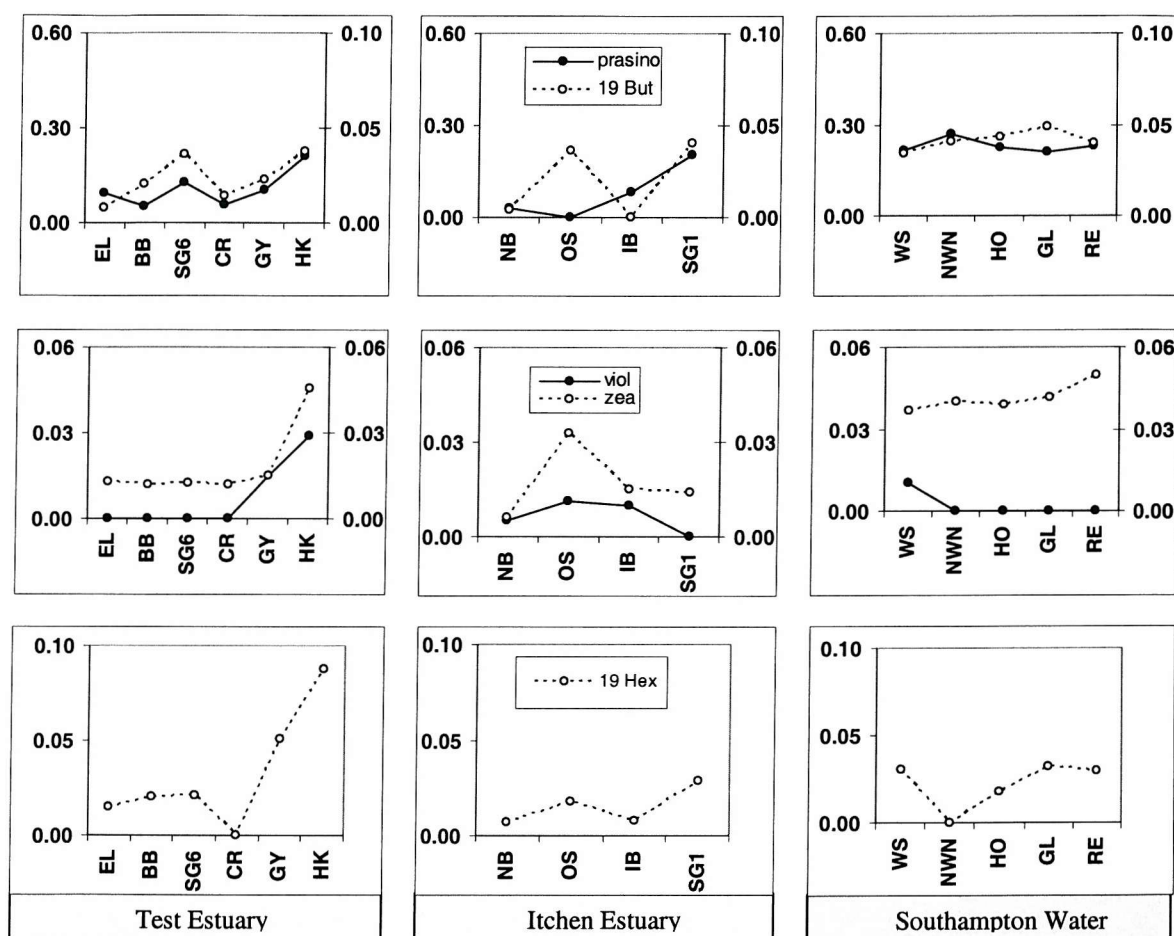 0.60 0.10 0.60 0.10 0.60 0.10
prasino
19 But
0.30 0.05 0.30 0.05 0.30 0.05
0.00 0.00 0.00 0.00 0.00 0.00
EL BB SG6 CR GY HK NB OS IB SG1 WS NWN HO GL RE
0.06 0.06 0.06 0.06 0.06 0.06
viol
zea
0.03 0.03 0.03 0.03 0.03 0.03
0.00 0.00 0.00 0.00 0.00 0.00
EL BB SG6 CR GY HK NB OS IB SG1 WS NWN HO GL RE
0.10 0.10 0.10
19 Hex
0.05 0.05 0.05
0.00 0.00 0.00
EL BB SG6 CR GY HK NB OS IB SG1 WS NWN HO GL RE
Test Estuary Itchen Estuary Southampton Water